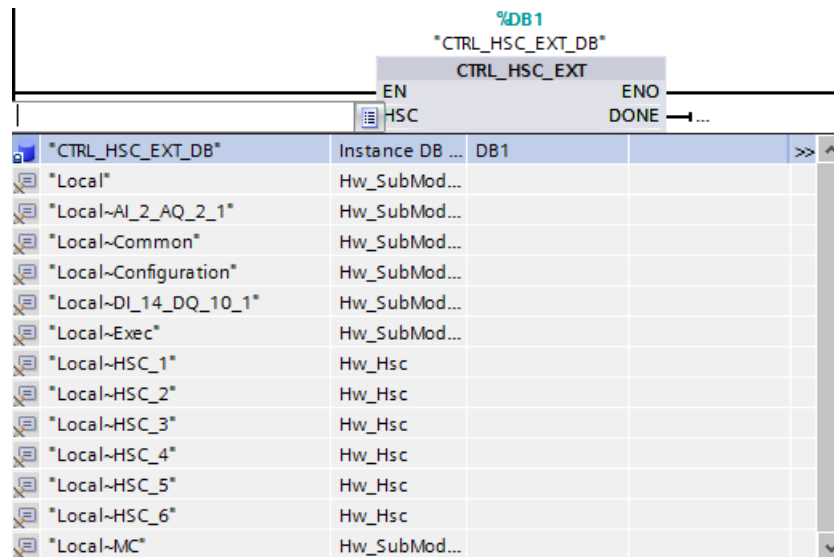 %DB1
"CTRL_HSC_EXT_DB"
CTRL_HSC_EXT
EN ENO
HSC DONE ...
"CTRL_HSC_EXT_DB" Instance DB ... DB1 >>
"Local" Hw_SubMod...
"Local~AI_2_AQ_2_1" Hw_SubMod...
"Local~Common" Hw_SubMod...
"Local~Configuration" Hw_SubMod...
"Local~DI_14_DQ_10_1" Hw_SubMod...
"Local~Exec" Hw_SubMod...
"Local~HSC_1" Hw_Hsc
"Local~HSC_2" Hw_Hsc
"Local~HSC_3" Hw_Hsc
"Local~HSC_4" Hw_Hsc
"Local~HSC_5" Hw_Hsc
"Local~HSC_6" Hw_Hsc
"Local~MC" Hw_SubMod...